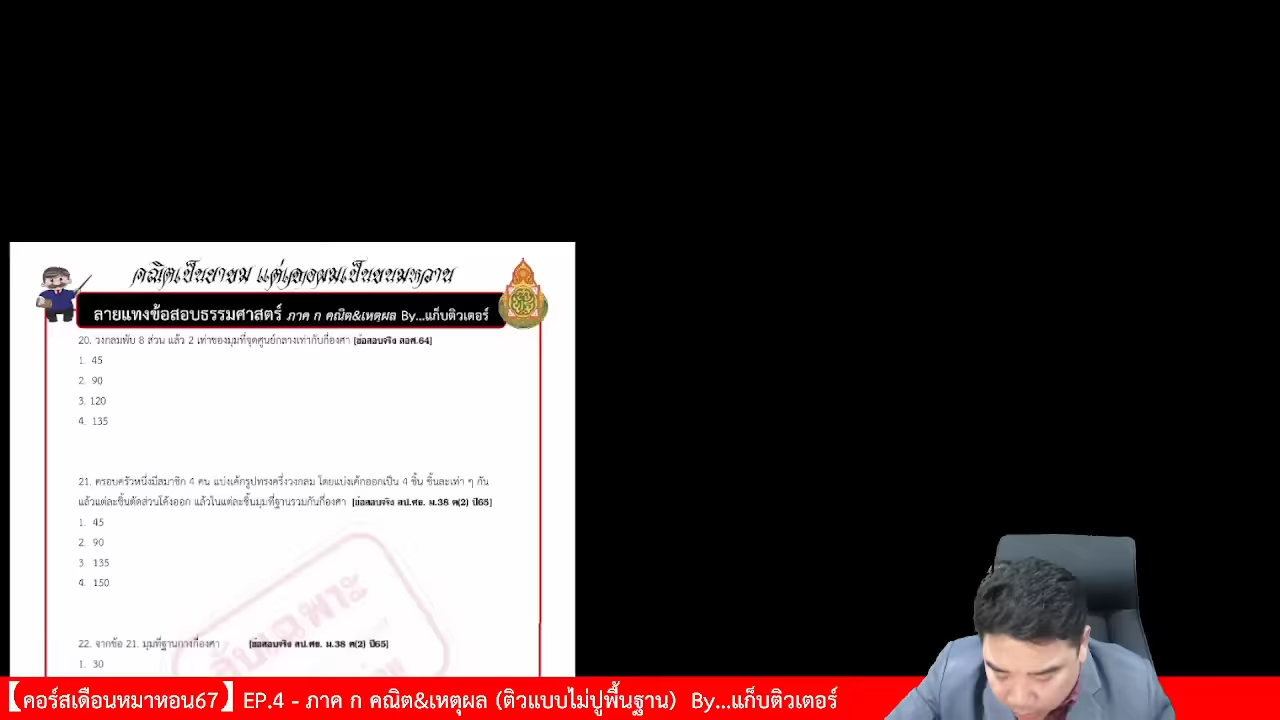 คณิตเป็นยาขม แต่เจอผมเป็นขนมหวาน
ลายแทงข้อสอบธรรมศาสตร์ ภาค ก คณิต&เหตุผล By...แก็บติวเตอร์
20. วงกลมพับ 8 ส่วน แล้ว 2 เท่าของมุมที่จุดศูนย์กลางเท่ากับกี่องศา [ข้อสอบจริง ลอศ.64]
1. 45
2. 90
3. 120
4. 135
21. ครอบครัวหนึ่งมีสมาชิก 4 คน แบ่งเค้กรูปทรงครึ่งวงกลม โดยแบ่งเค้กออกเป็น 4 ชิ้น ชิ้นละเท่า ๆ กัน
แล้วแต่ละชิ้นตัดส่วนโค้งออก แล้วในแต่ละชิ้นมุมที่ฐานรวมกันกี่องศา [ข้อสอบจริง สป.ศธ. ม.38 ค(2) ปี65]
1. 45
2. 90
3. 135
4. 150
22. จากข้อ 21. มุมที่ฐานกางกี่องศา [ข้อสอบจริง สป.ศธ. ม.38 ค(2) ปี65]
1. 30
【คอร์สเดือนหมาหอน67】 EP.4 - ภาค ก คณิต&เหตุผล (ติวแบบไม่ปูพื้นฐาน) By...แก็บติวเตอร์